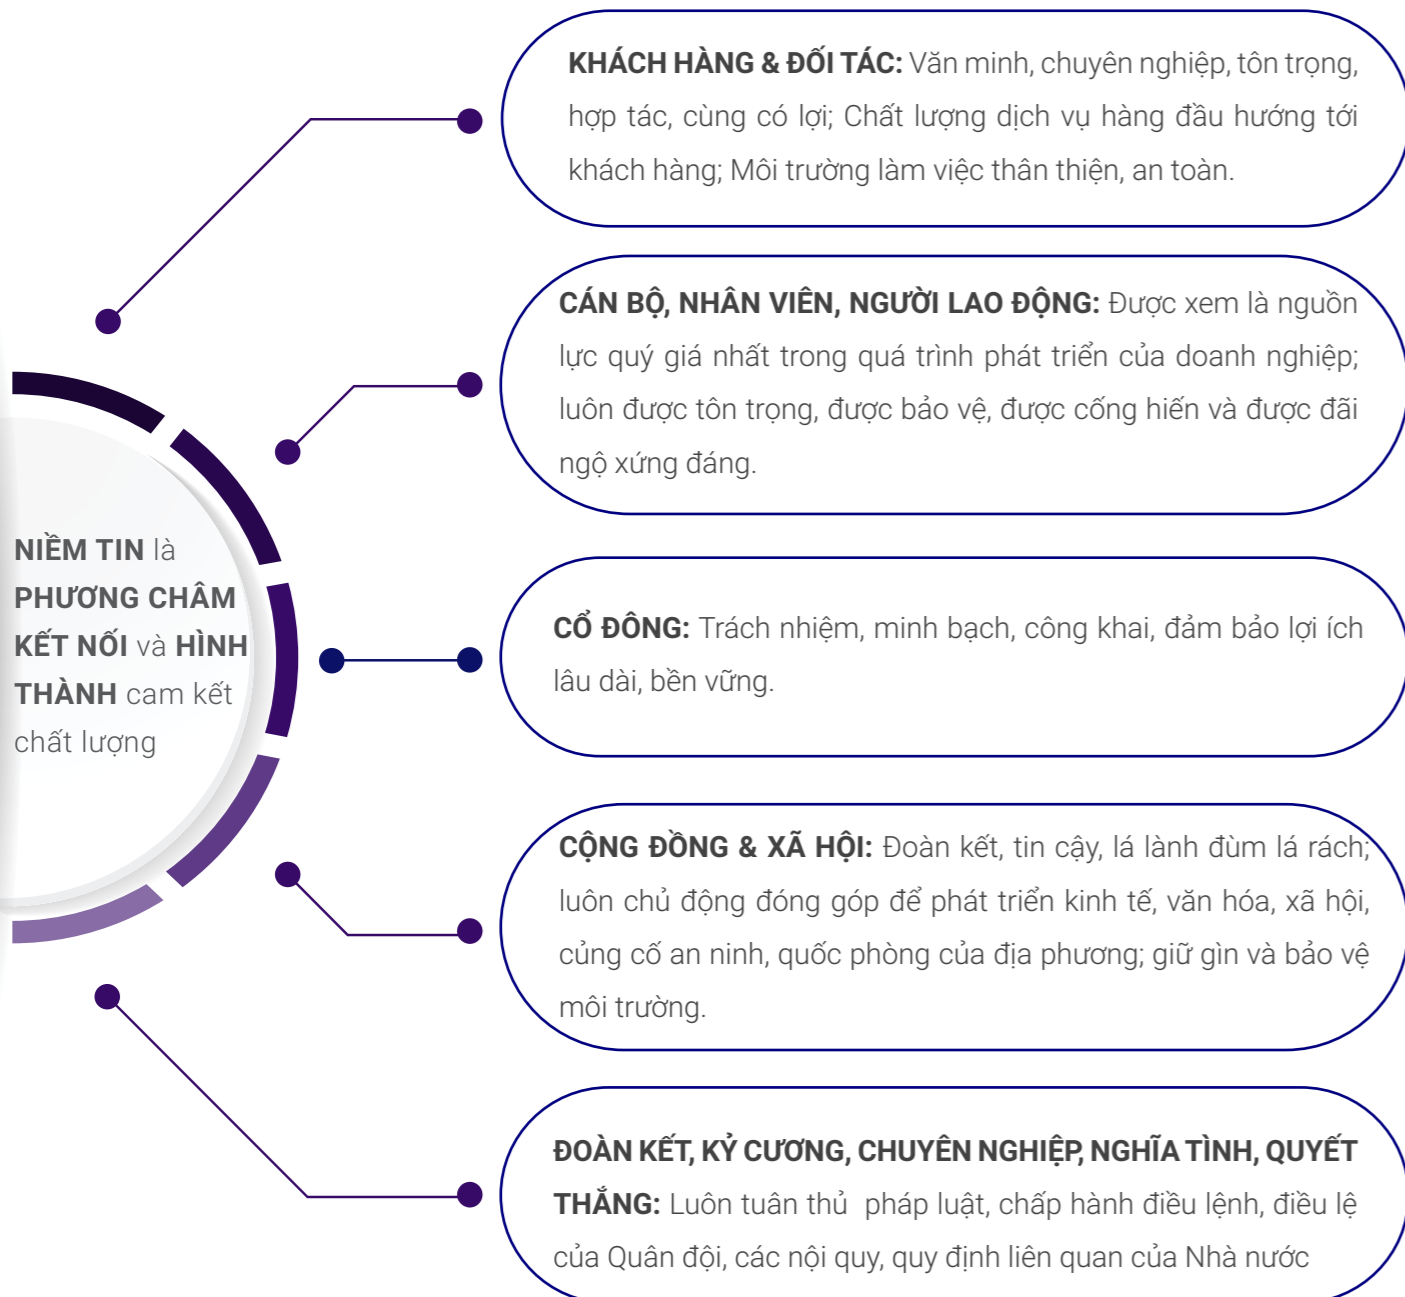 KHÁCH HÀNG & ĐỐI TÁC: Văn minh, chuyên nghiệp, tôn trọng,
hợp tác, cùng có lợi; Chất lượng dịch vụ hàng đầu hướng tới
khách hàng; Môi trường làm việc thân thiện, an toàn.
CÁN BỘ, NHÂN VIÊN, NGƯỜI LAO ĐỘNG: Được xem là nguồn
lực quý giá nhất trong quá trình phát triển của doanh nghiệp;
luôn được tôn trọng, được bảo vệ, được cống hiến và được đãi
ngộ xứng đáng.
NIỀM TIN là
PHƯƠNG CHÂM
KẾT NỐI và HÌNH
THÀNH cam kết
chất lượng
CỔ ĐÔNG: Trách nhiệm, minh bạch, công khai, đảm bảo lợi ích
lâu dài, bền vững.
CỘNG ĐỒNG & XÃ HỘI: Đoàn kết, tin cậy, lá lành đùm lá rách;
luôn chủ động đóng góp để phát triển kinh tế, văn hóa, xã hội,
củng cố an ninh, quốc phòng của địa phương; giữ gìn và bảo vệ
môi trường.
ĐOÀN KẾT, KỶ CƯƠNG, CHUYÊN NGHIỆP, NGHĨA TÌNH, QUYẾT
THẮNG: Luôn tuân thủ pháp luật, chấp hành điều lệnh, điều lệ
của Quân đội, các nội quy, quy định liên quan của Nhà nước